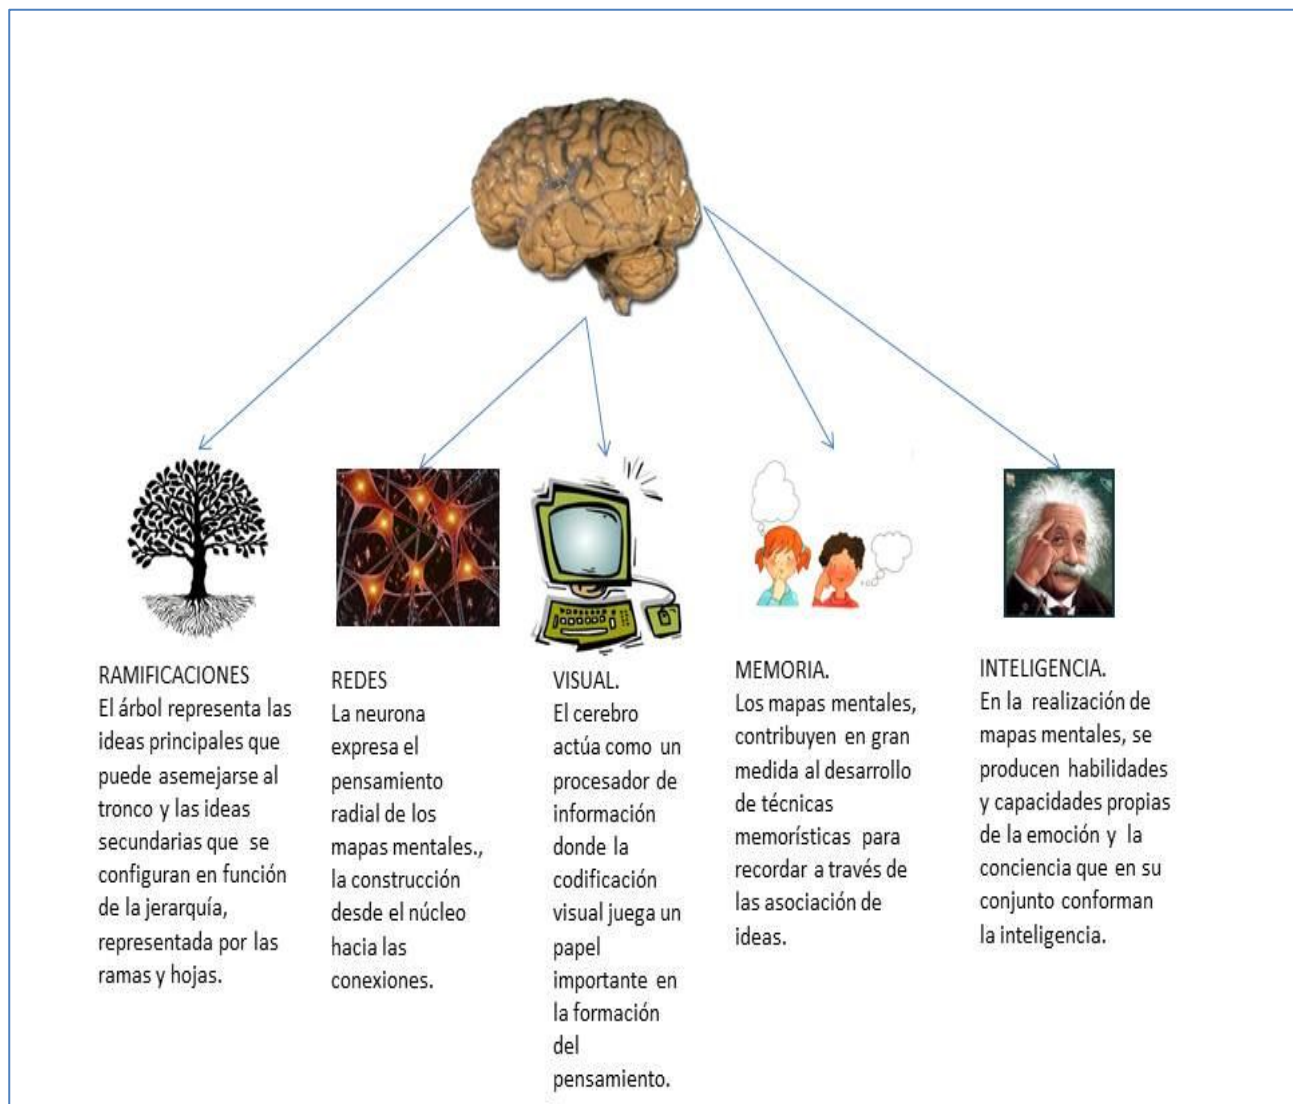 RAMIFICACIONES
El árbol representa las
ideas principales que
puede asemejarse al
tronco y las ideas
secundarias que se
configuran en función
de la jerarquía,
representada por las
ramas y hojas.
REDES
La neurona
expresa el
pensamiento
radial de los
mapas mentales.,
la construcción
desde el núcleo
hacia las
conexiones.
VISUAL.
El cerebro
actúa como un
procesador de
información
donde la
codificación
visual juega un
papel
importante en
la formación
del
pensamiento.
MEMORIA.
Los mapas mentales,
contribuyen en gran
medida al desarrollo
de técnicas
memorísticas para
recordar a través de
las asociación de
ideas.
INTELIGENCIA.
En la realización de
mapas mentales, se
producen habilidades
y capacidades propias
de la emoción y la
conciencia que en su
conjunto conforman
la inteligencia.